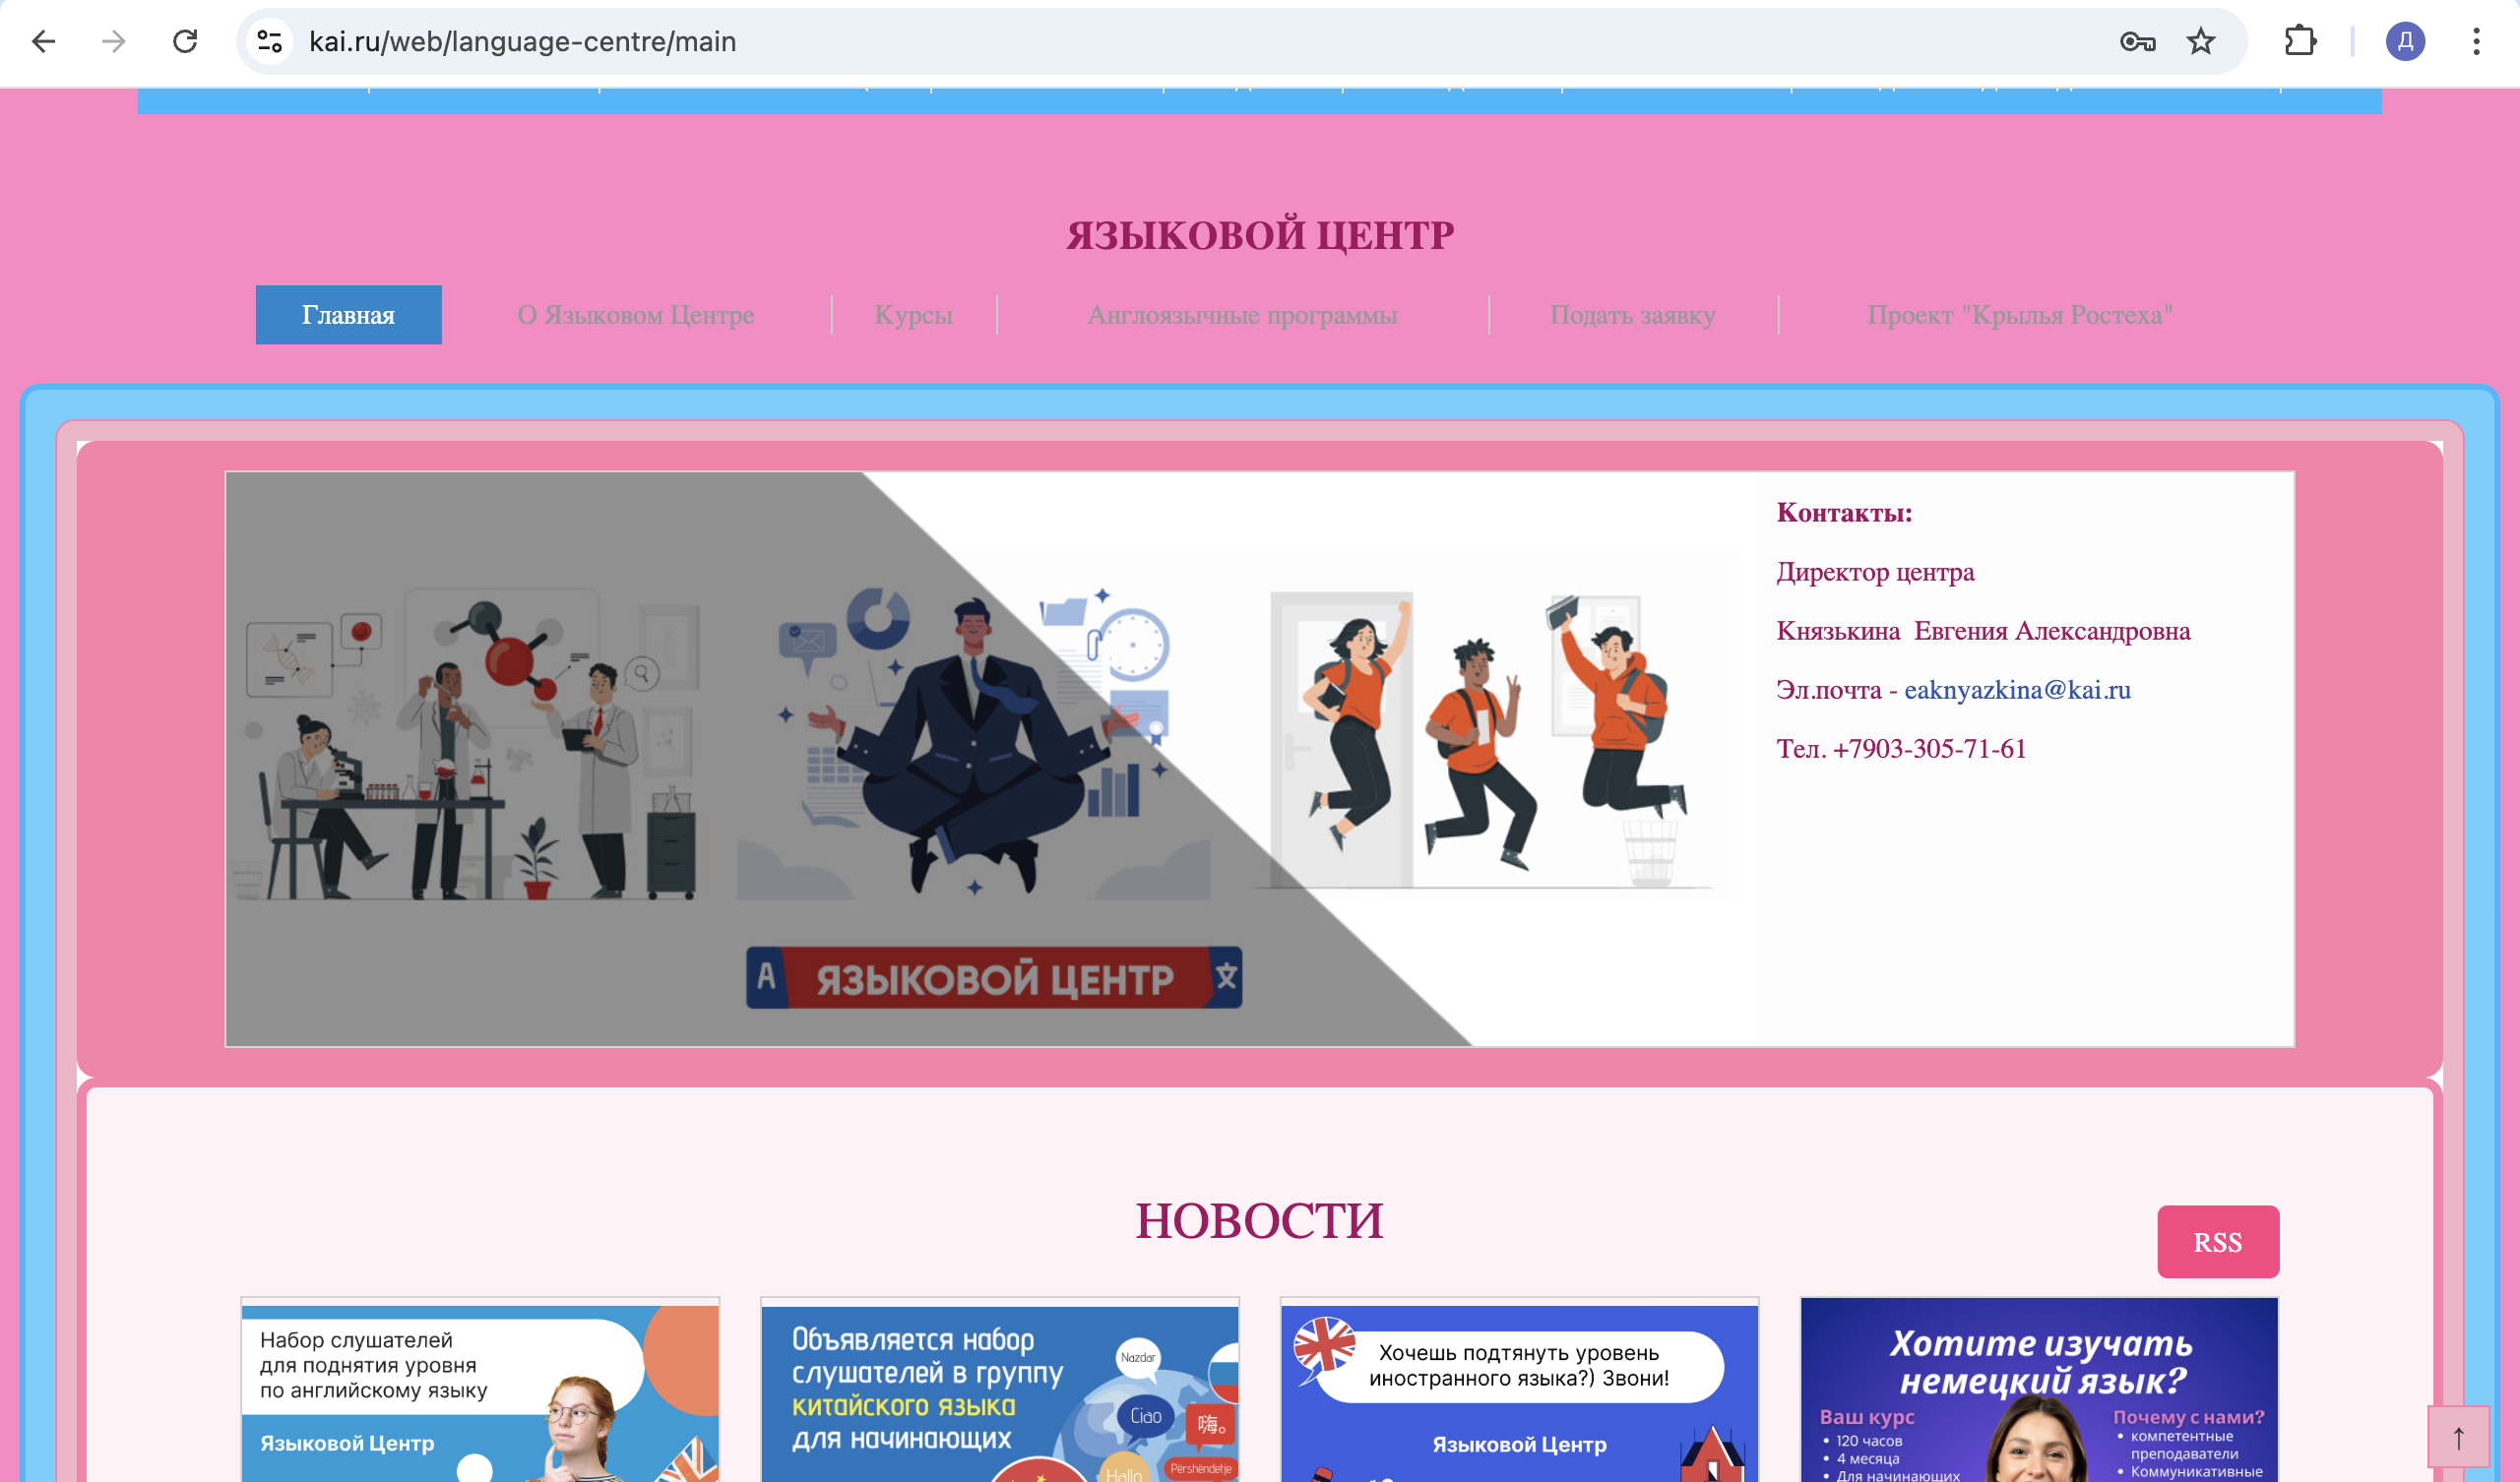 kai.ru/web/language-centre/main
Д
ЯЗЫКОВОЙ ЦЕНТР
Главная
О Языковом Центре
Курсы
Англоязычные программы
Подать заявку
Проект "Крылья Ростеха"
Контакты:
Директор центра
Князькина Евгения Александровна
Эл.почта - eaknyazkina@kai.ru
Тел. +7903-305-71-61
A ЯЗЫКОВОЙ ЦЕНТР 文
НОВОСТИ
RSS
Набор слушателей
для поднятия уровня
по английскому языку
Языковой Центр
Объявляется набор
слушателей в группу
китайского языка
для начинающих
Nazdar
Ciao
嗨。
Hallo
Përshëndetje
Хочешь подтянуть уровень
иностранного языка?) Звони!
Языковой Центр
Хотите изучать
немецкий язык?
Ваш курс
• 120 часов
• 4 месяца
• Для начинающих
Почему с нами?
• компетентные
преподаватели
• Коммуникативные
↑